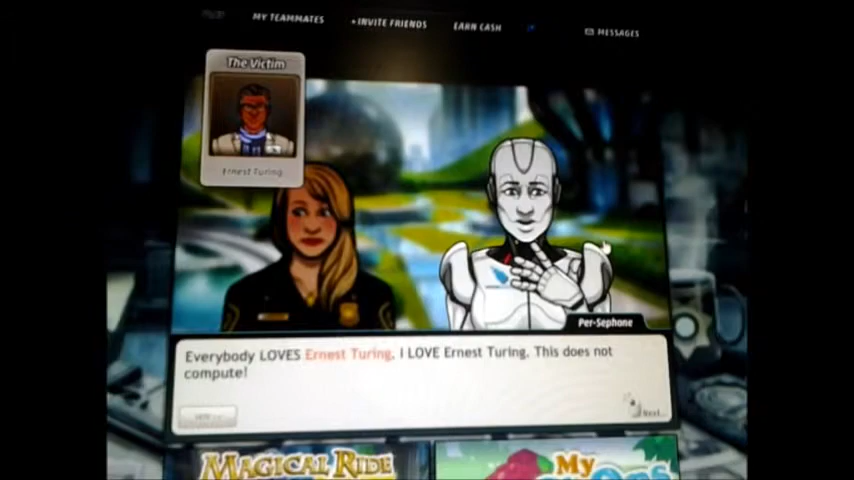 MY TEAMMATES
+INVITE FRIENDS
EARN CASH
MESSAGES
The Victim
Ernest Turing
Per-Sephone
Everybody LOVES Ernest Turing. I LOVE Ernest Turing. This does not
compute!
Next...
MAGICAL RIDE
My